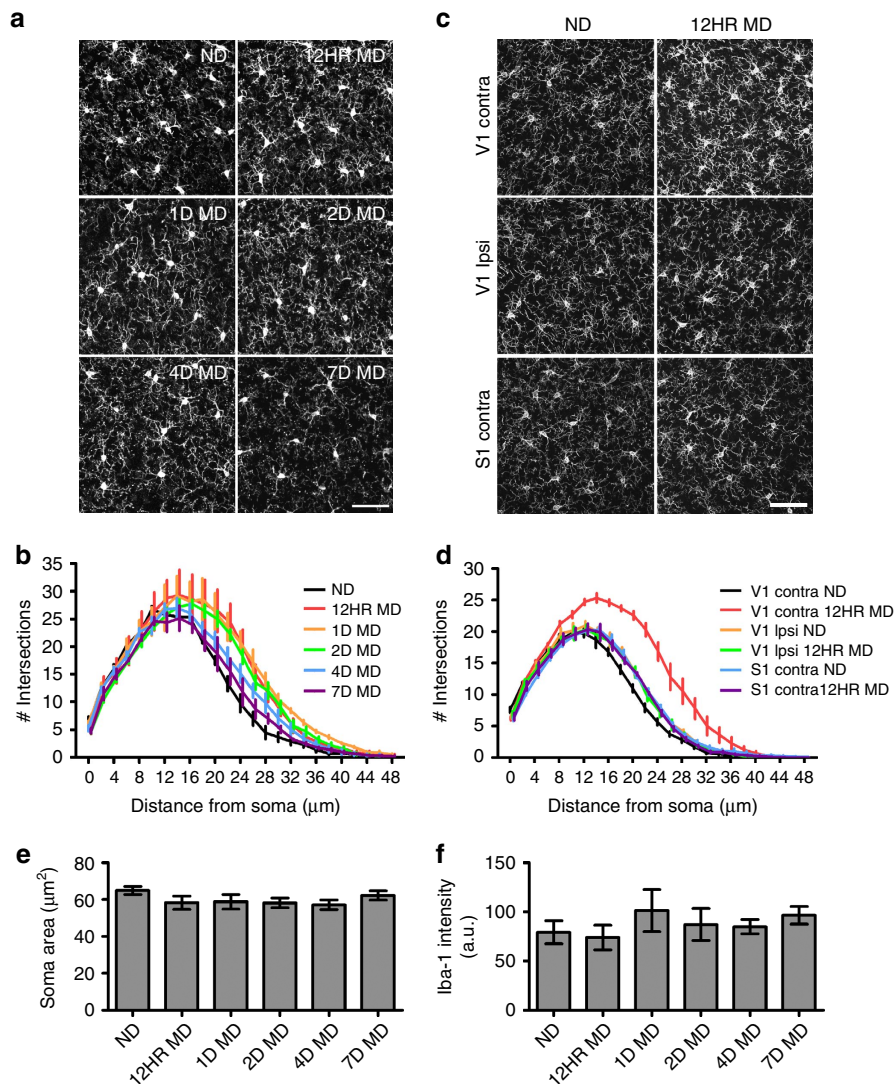 a
ND
12HR MD
1D MD
2D MD
4D MD
7D MD
c
ND
12HR MD
V1 contra
V1 Ipsi
S1 contra
b
35
30
25
20
15
10
5
0
# Intersections
0 4 8 12 16 20 24 28 32 36 40 44 48
Distance from soma (μm)
ND
12HR MD
1D MD
2D MD
4D MD
7D MD
d
30
25
20
15
10
5
0
# Intersections
0 4 8 12 16 20 24 28 32 36 40 44 48
Distance from soma (μm)
V1 contra ND
V1 contra 12HR MD
V1 Ipsi ND
V1 Ipsi 12HR MD
S1 contra ND
S1 contra12HR MD
e
80
60
40
20
0
Soma area (μm²)
ND
12HR MD
1D MD
2D MD
4D MD
7D MD
f
150
100
50
0
Iba-1 intensity
(a.u.)
ND
12HR MD
1D MD
2D MD
4D MD
7D MD